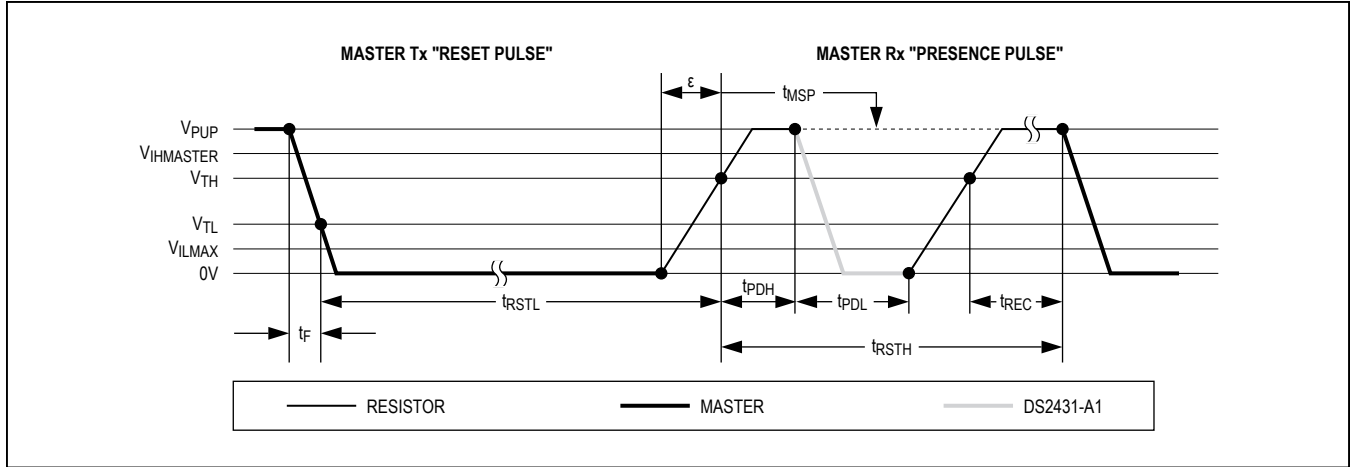 MASTER Tx "RESET PULSE" MASTER Rx "PRESENCE PULSE"
ε tMSP
VPUP
VIHMASTER
VTH
VTL
VILMAX
0V
tRSTL tPDH tPDL tREC
tF tRSTH
RESISTOR MASTER DS2431-A1